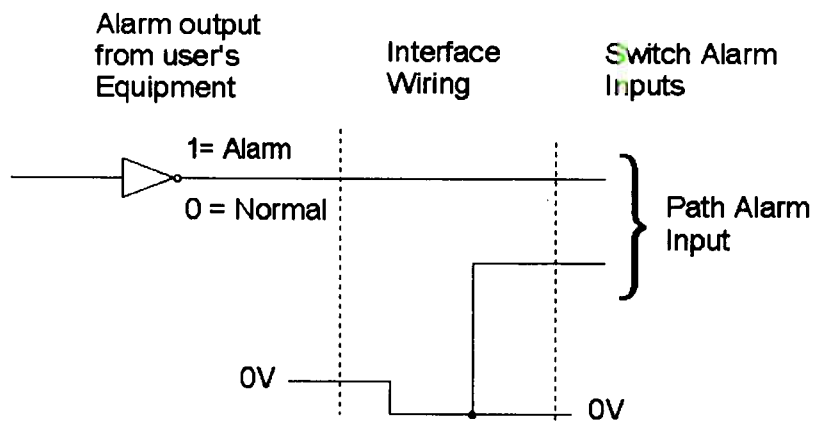 Alarm output
from user's
Equipment
Interface
Wiring
Switch Alarm
Inputs
1= Alarm
0 = Normal
Path Alarm
Input
0V
0V